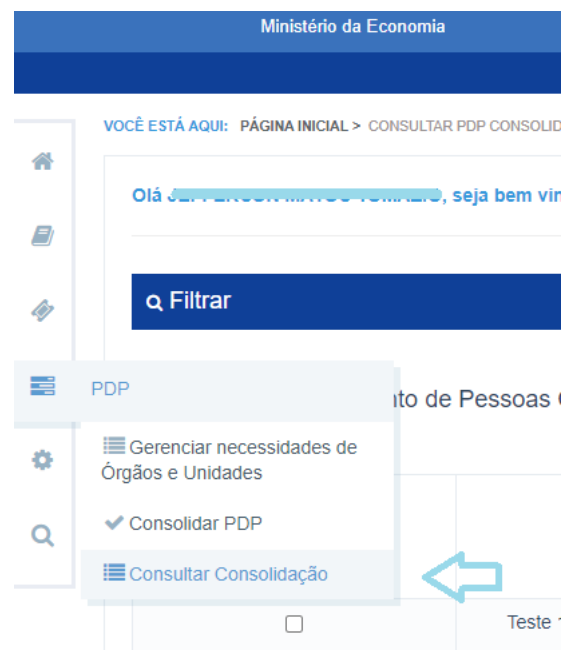 Ministério da Economia
VOCÊ ESTÁ AQUI: PÁGINA INICIAL > CONSULTAR PDP CONSOLID
Olá , seja bem vin
Filtrar
PDP
nto de Pessoas
Gerenciar necessidades de
Órgãos e Unidades
Consolidar PDP
Consultar Consolidação
Teste